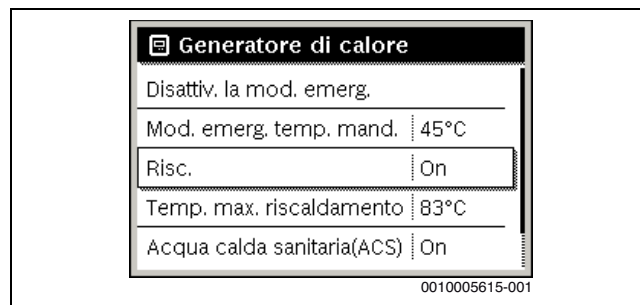 Generatore di calore
Disattiv. la mod. emerg.
Mod. emerg. temp. mand. 45°C
Risc. On
Temp. max. riscaldamento 83°C
Acqua calda sanitaria(ACS) On
0010005615-001